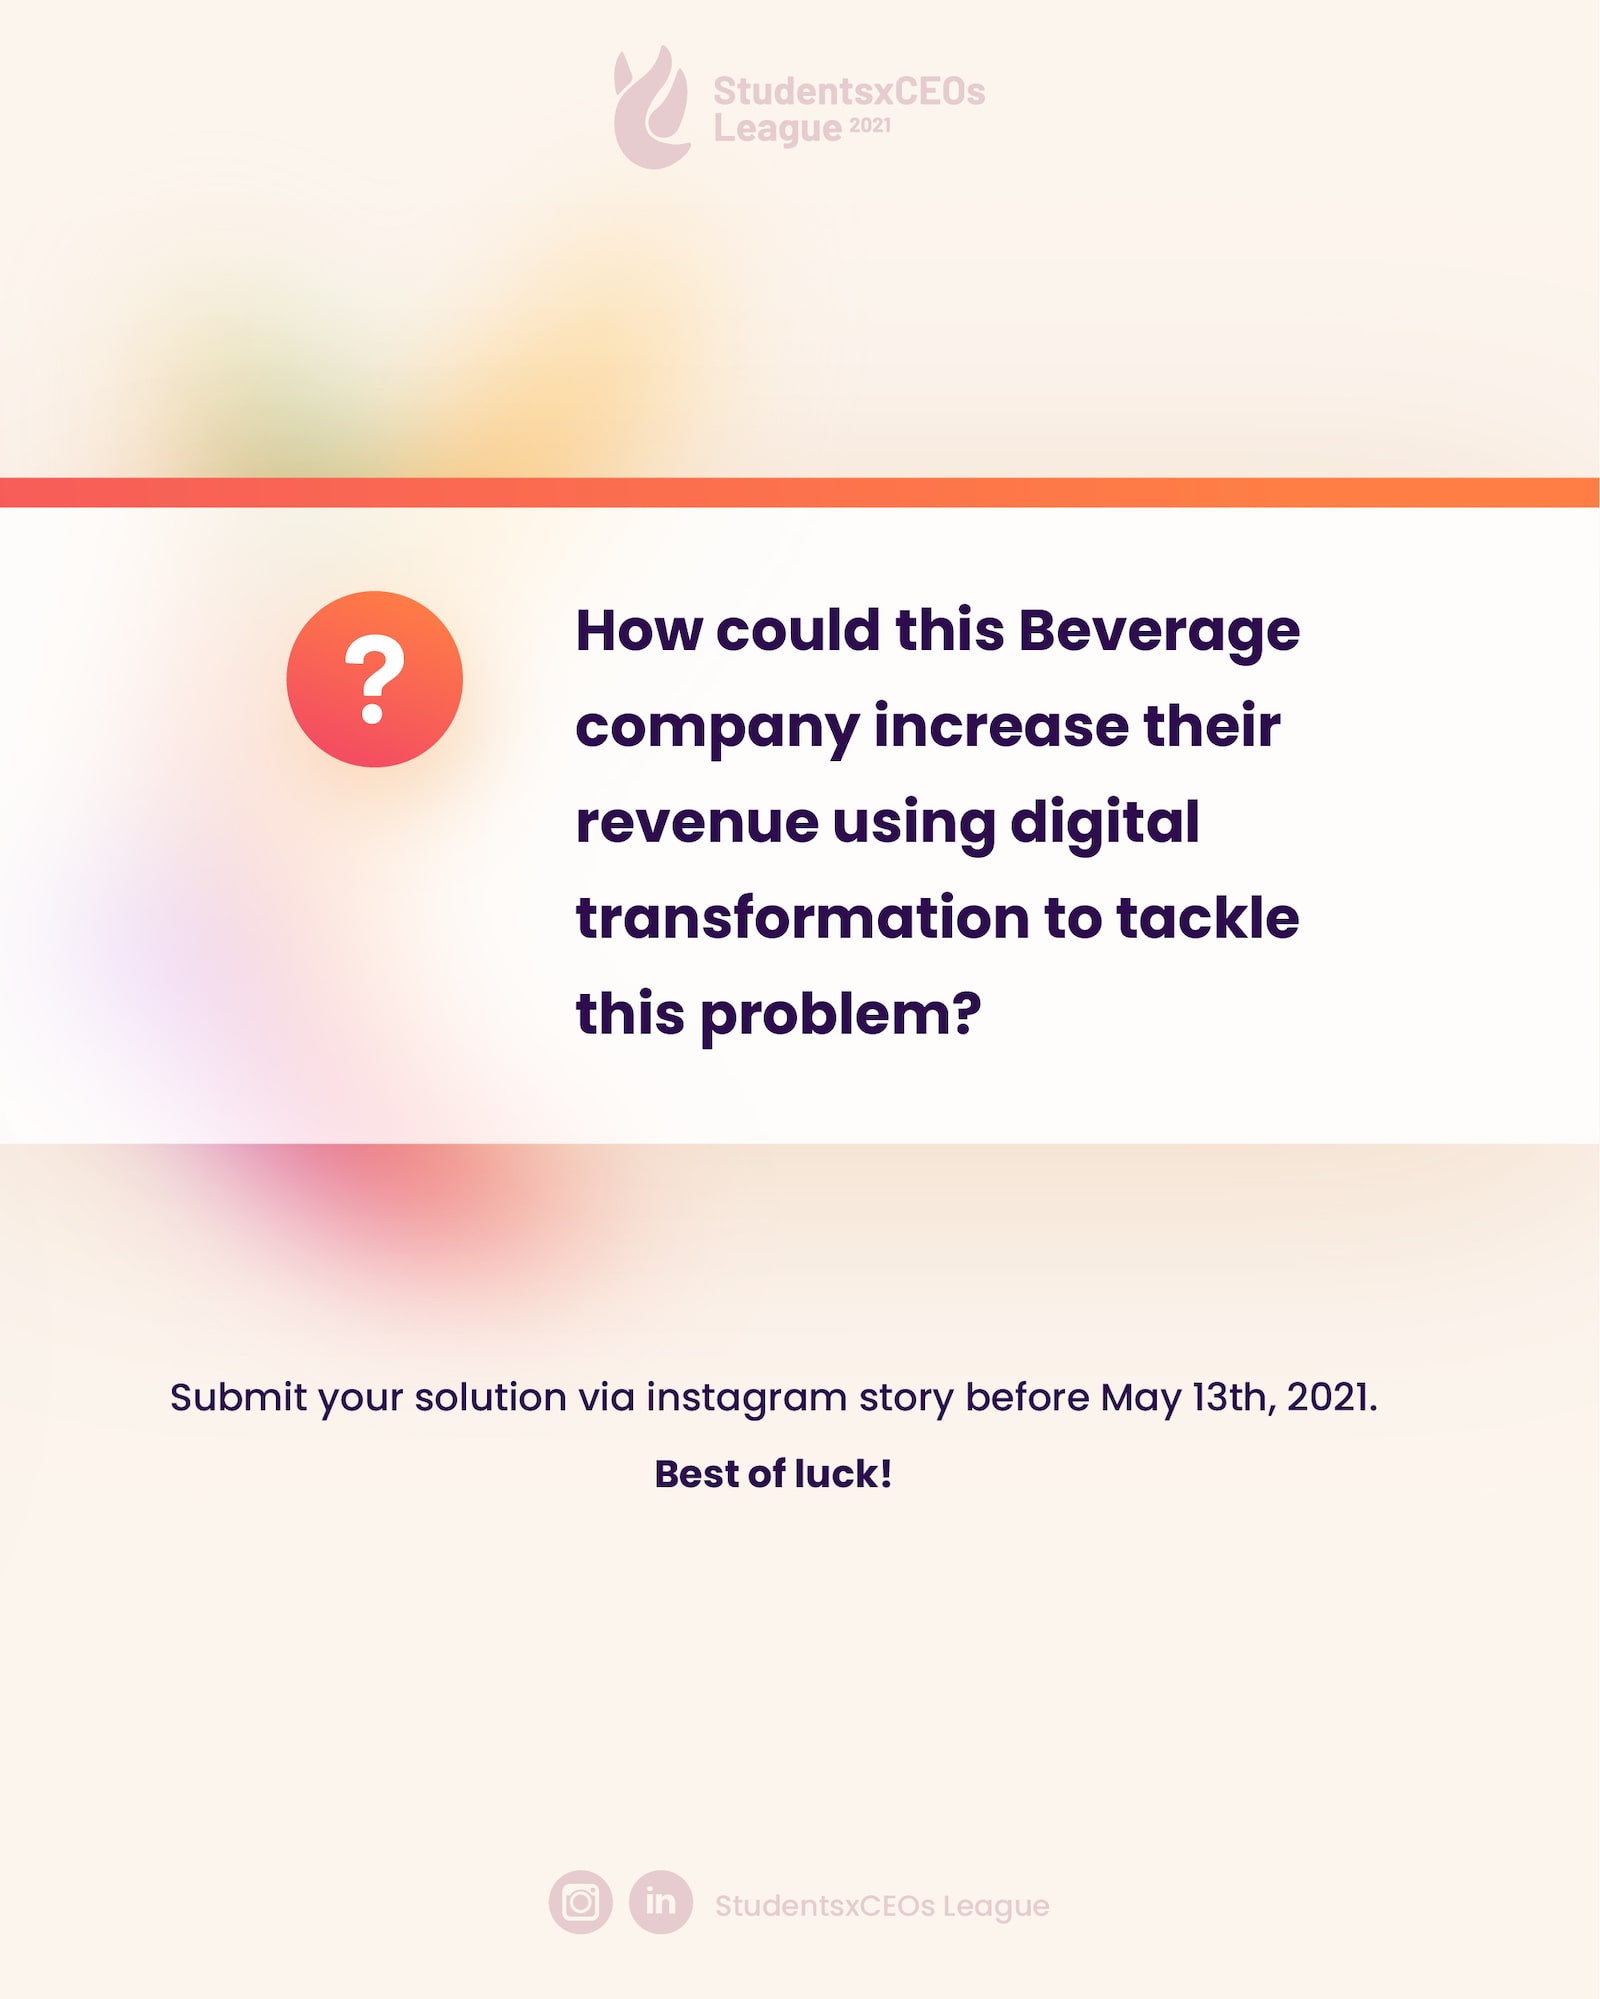 StudentsxCEOs
League 2021
?
How could this Beverage
company increase their
revenue using digital
transformation to tackle
this problem?
Submit your solution via instagram story before May 13th, 2021.
Best of luck!
in StudentsxCEOs League